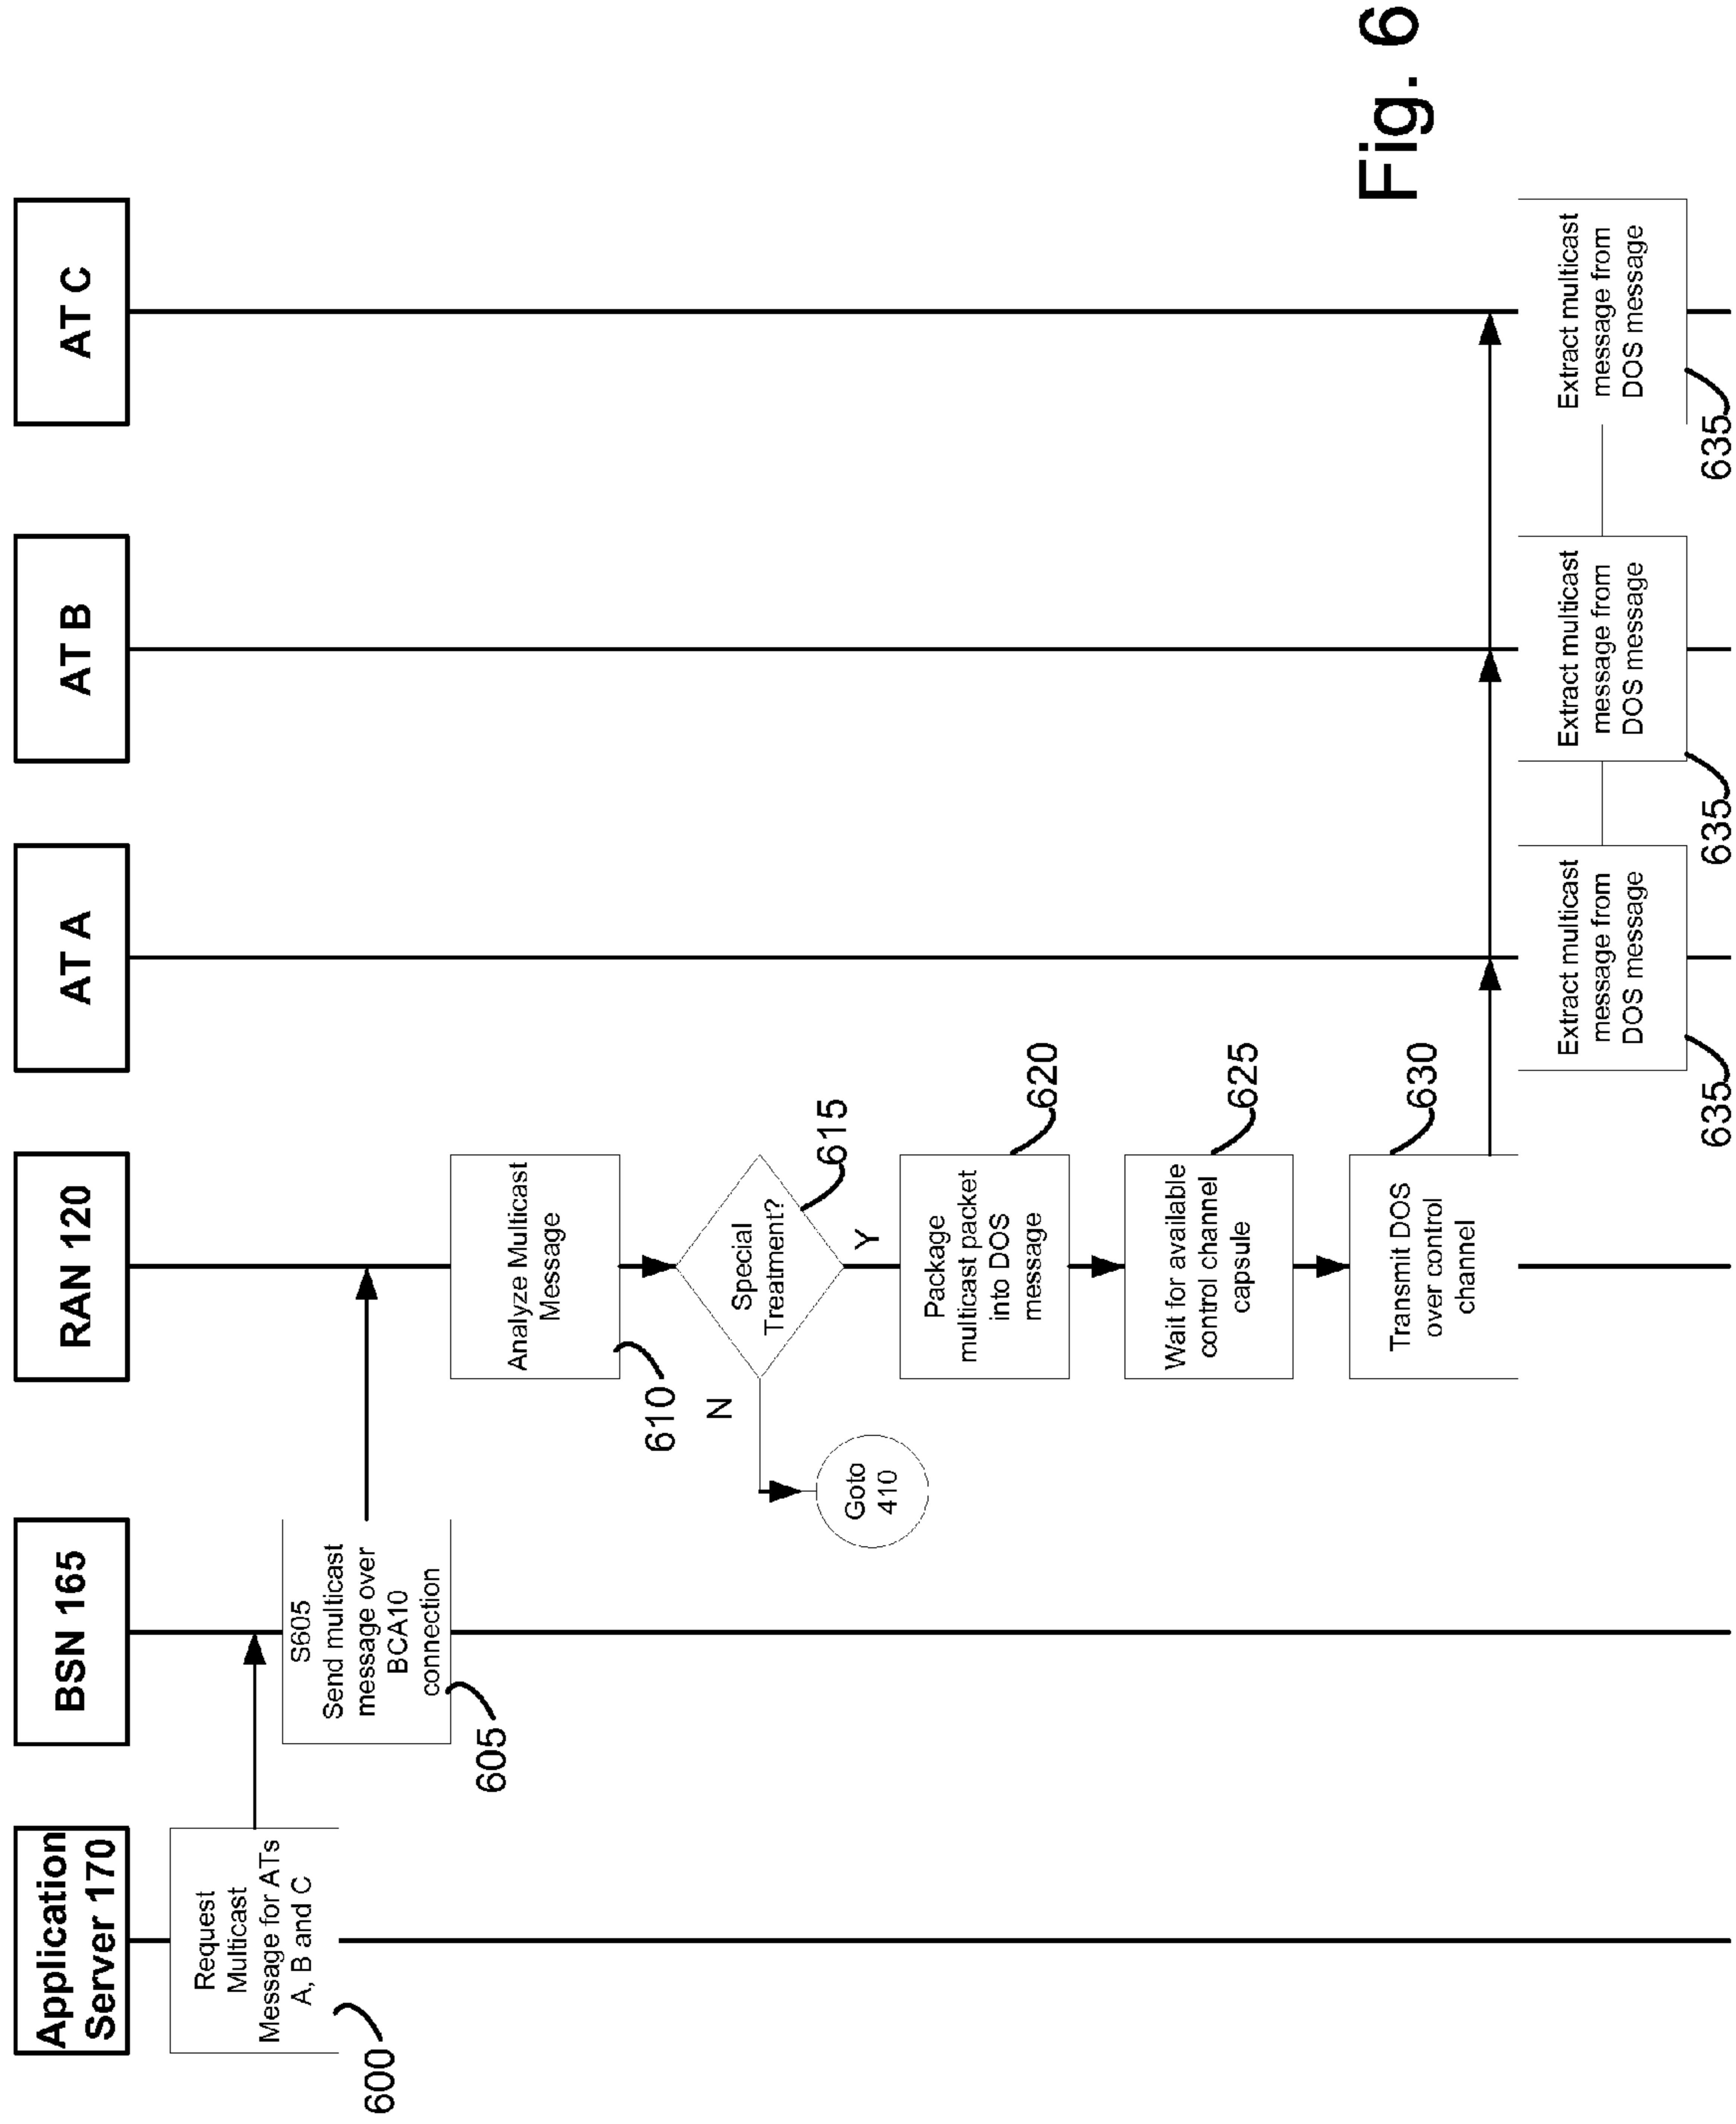 Application
Server 170
BSN 165
RAN 120
AT A
AT B
AT C
Request
Multicast
Message for ATs
A, B and C
600
S605
Send multicast
message over
BCA10
connection
605
Analyze Multicast
Message
610
Special
Treatment?
615
N
Y
Goto
410
Package
multicast packet
into DOS
message
620
Wait for available
control channel
capsule
625
Transmit DOS
over control
channel
630
Extract multicast
message from
DOS message
635
Extract multicast
message from
DOS message
635
Extract multicast
message from
DOS message
635
Fig. 6